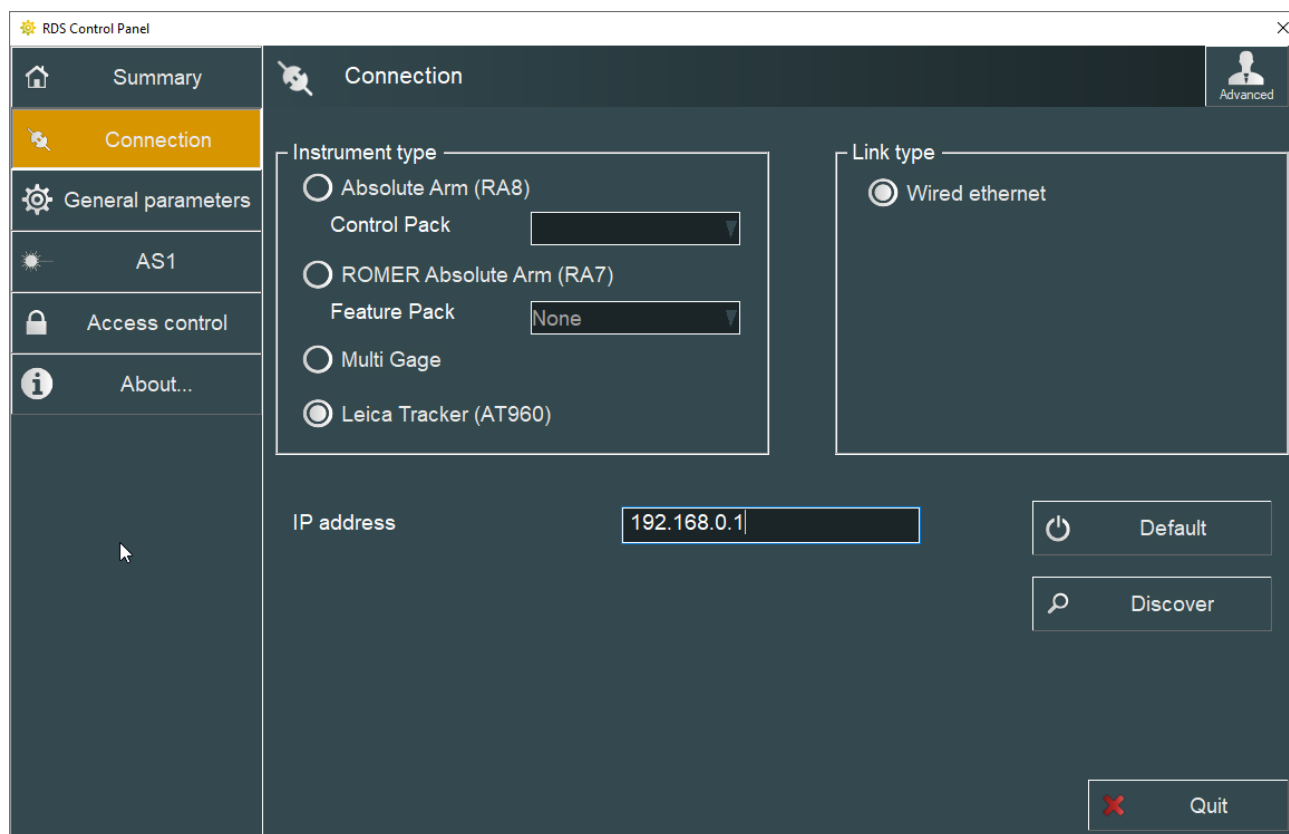 RDS Control Panel
Summary
Connection
Advanced
Connection
General parameters
AS1
Access control
About...
Instrument type
Absolute Arm (RA8)
Control Pack
ROMER Absolute Arm (RA7)
Feature Pack
None
Multi Gage
Leica Tracker (AT960)
Link type
Wired ethernet
IP address
192.168.0.1
Default
Discover
Quit